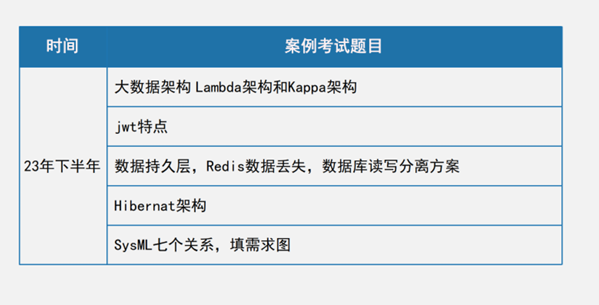 时间 案例考试题目
大数据架构 Lambda架构和Kappa架构
jwt特点
23年下半年 数据持久层，Redis数据丢失，数据库读写分离方案
Hibernat架构
SysML七个关系，填需求图